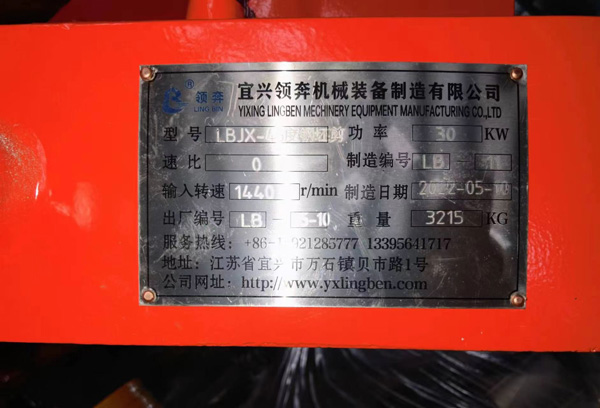 领奔
LING BEN
宜兴领奔机械装备制造有限公司
YIXING LINGBEN MECHINERY EQUIPMENT MANUFACTURING CO.,LTD
型号 LBJX- 功率 30 KW
速比 0 制造编号 LB
输入转速 1440 r/min 制造日期 2022-05-10
出厂编号 LB -10 重量 3215 KG
服务热线: 13395641717
地址: 江苏省宜兴市万石镇贝市路1号
公司网址: http://www.yxlingben.com